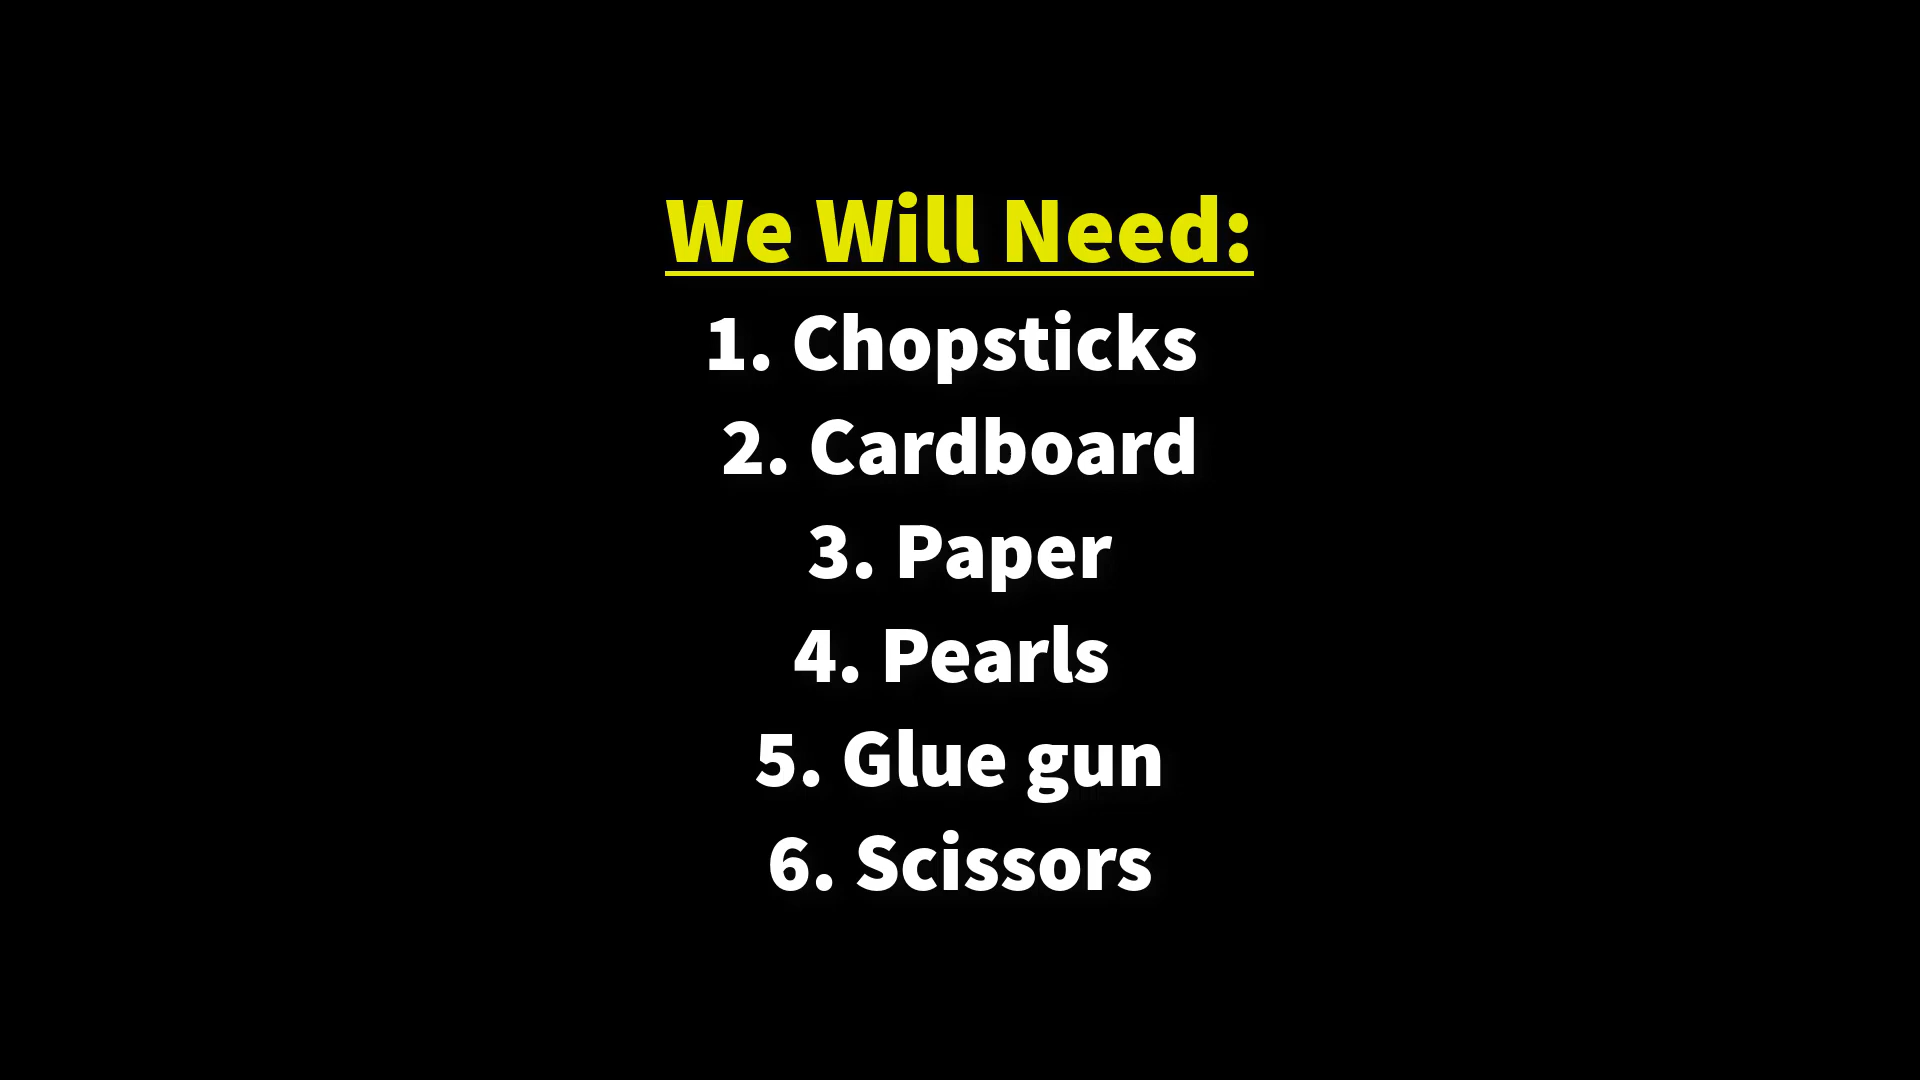 We Will Need:
1. Chopsticks
2. Cardboard
3. Paper
4. Pearls
5. Glue gun
6. Scissors